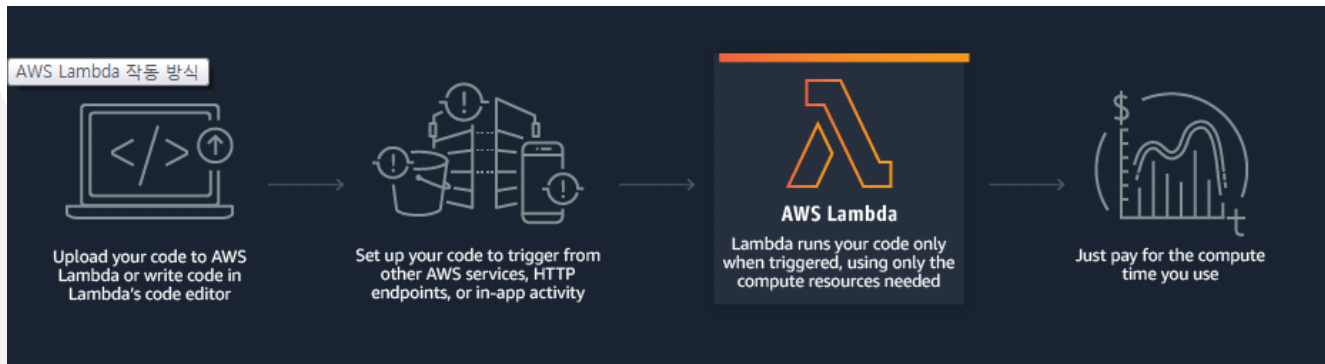 AWS Lambda 작동 방식
Upload your code to AWS
Lambda or write code in
Lambda's code editor
Set up your code to trigger from
other AWS services, HTTP
endpoints, or in-app activity
AWS Lambda
Lambda runs your code only
when triggered, using only the
compute resources needed
$
t
Just pay for the compute
time you use